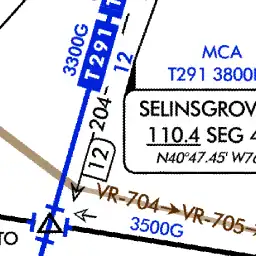 3300G
T291
12
204
12
MCA
T291 3800
SELINSGROV
110.4 SEG 4
N40°47.45' W7
VR-704→VR-705→
3500G
TO